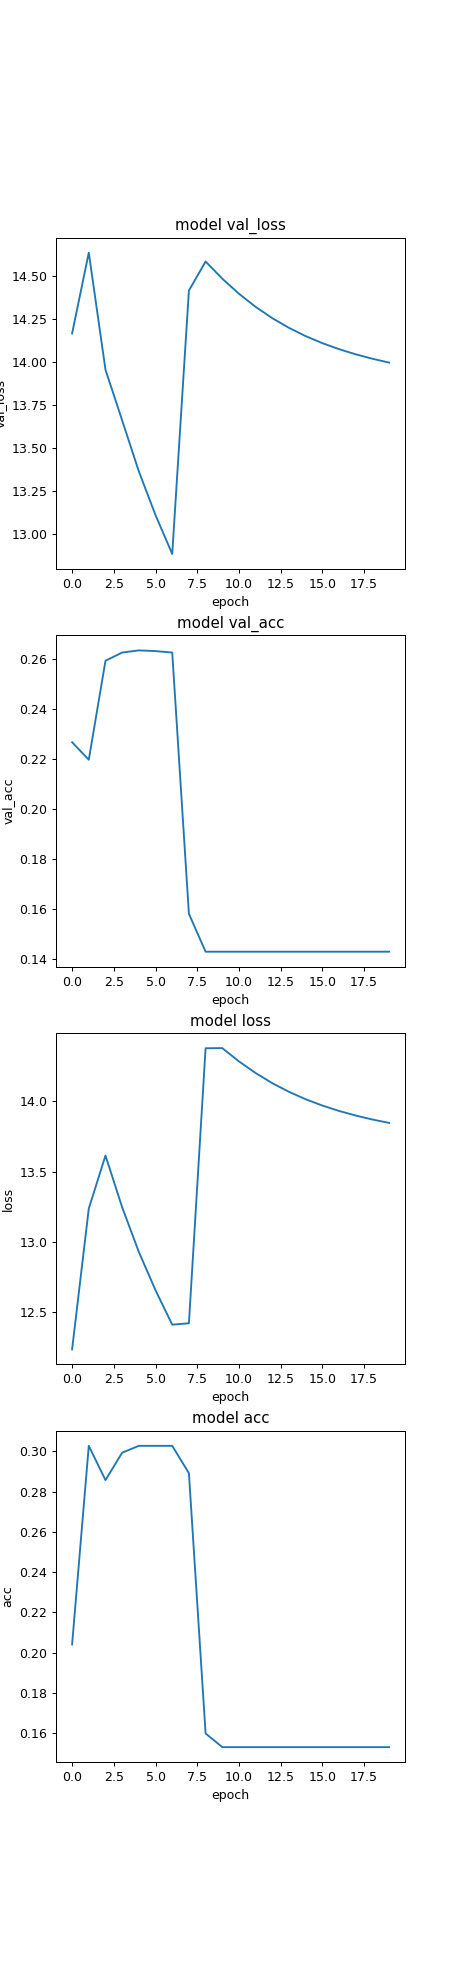 model val_loss
14.50
14.25
14.00
13.75
13.50
13.25
13.00
val_loss
0.0 2.5 5.0 7.5 10.0 12.5 15.0 17.5
epoch
model val_acc
0.26
0.24
0.22
0.20
0.18
0.16
0.14
val_acc
0.0 2.5 5.0 7.5 10.0 12.5 15.0 17.5
epoch
model loss
14.0
13.5
13.0
12.5
loss
0.0 2.5 5.0 7.5 10.0 12.5 15.0 17.5
epoch
model acc
0.30
0.28
0.26
0.24
0.22
0.20
0.18
0.16
acc
0.0 2.5 5.0 7.5 10.0 12.5 15.0 17.5
epoch